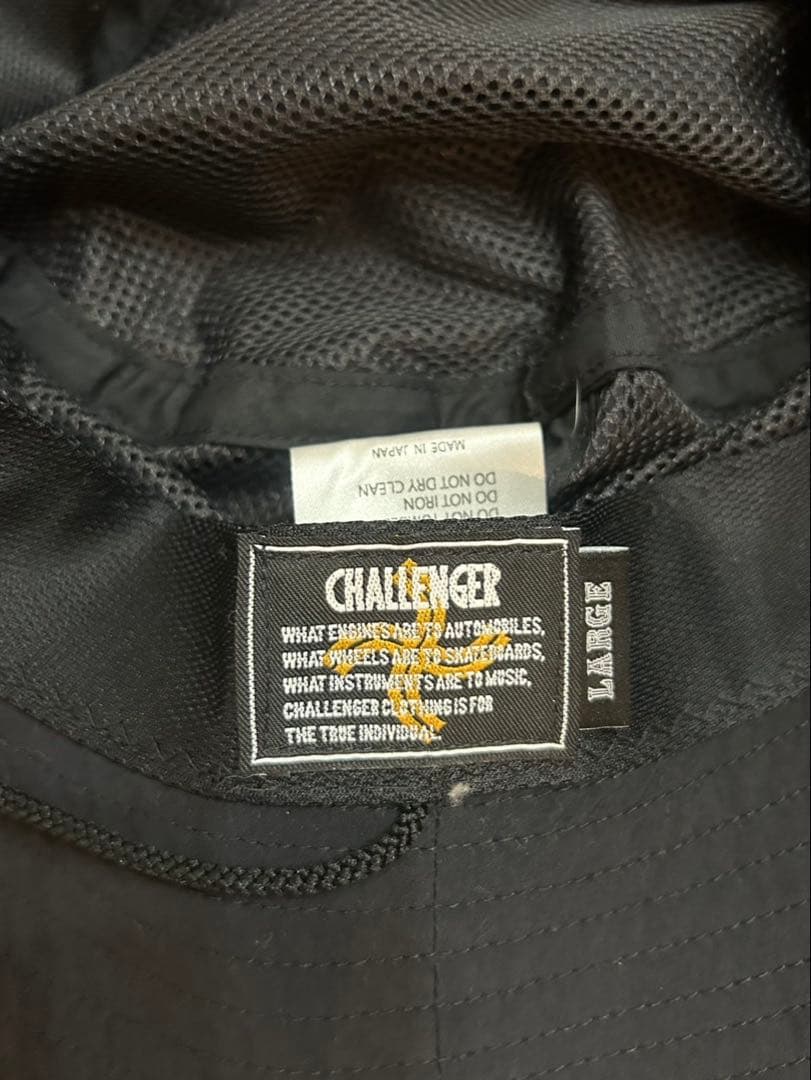 MADE IN JAPAN
DO NOT DRY CLEAN
DO NOT IRON
CHALLENGER
WHAT ENGINES ARE TO AUTOMOBILES,
WHAT WHEELS ARE TO SKATEBOARDS,
WHAT INSTRUMENTS ARE TO MUSIC,
CHALLENGER CLOTHING IS FOR
THE TRUE INDIVIDUAL.
LARGE